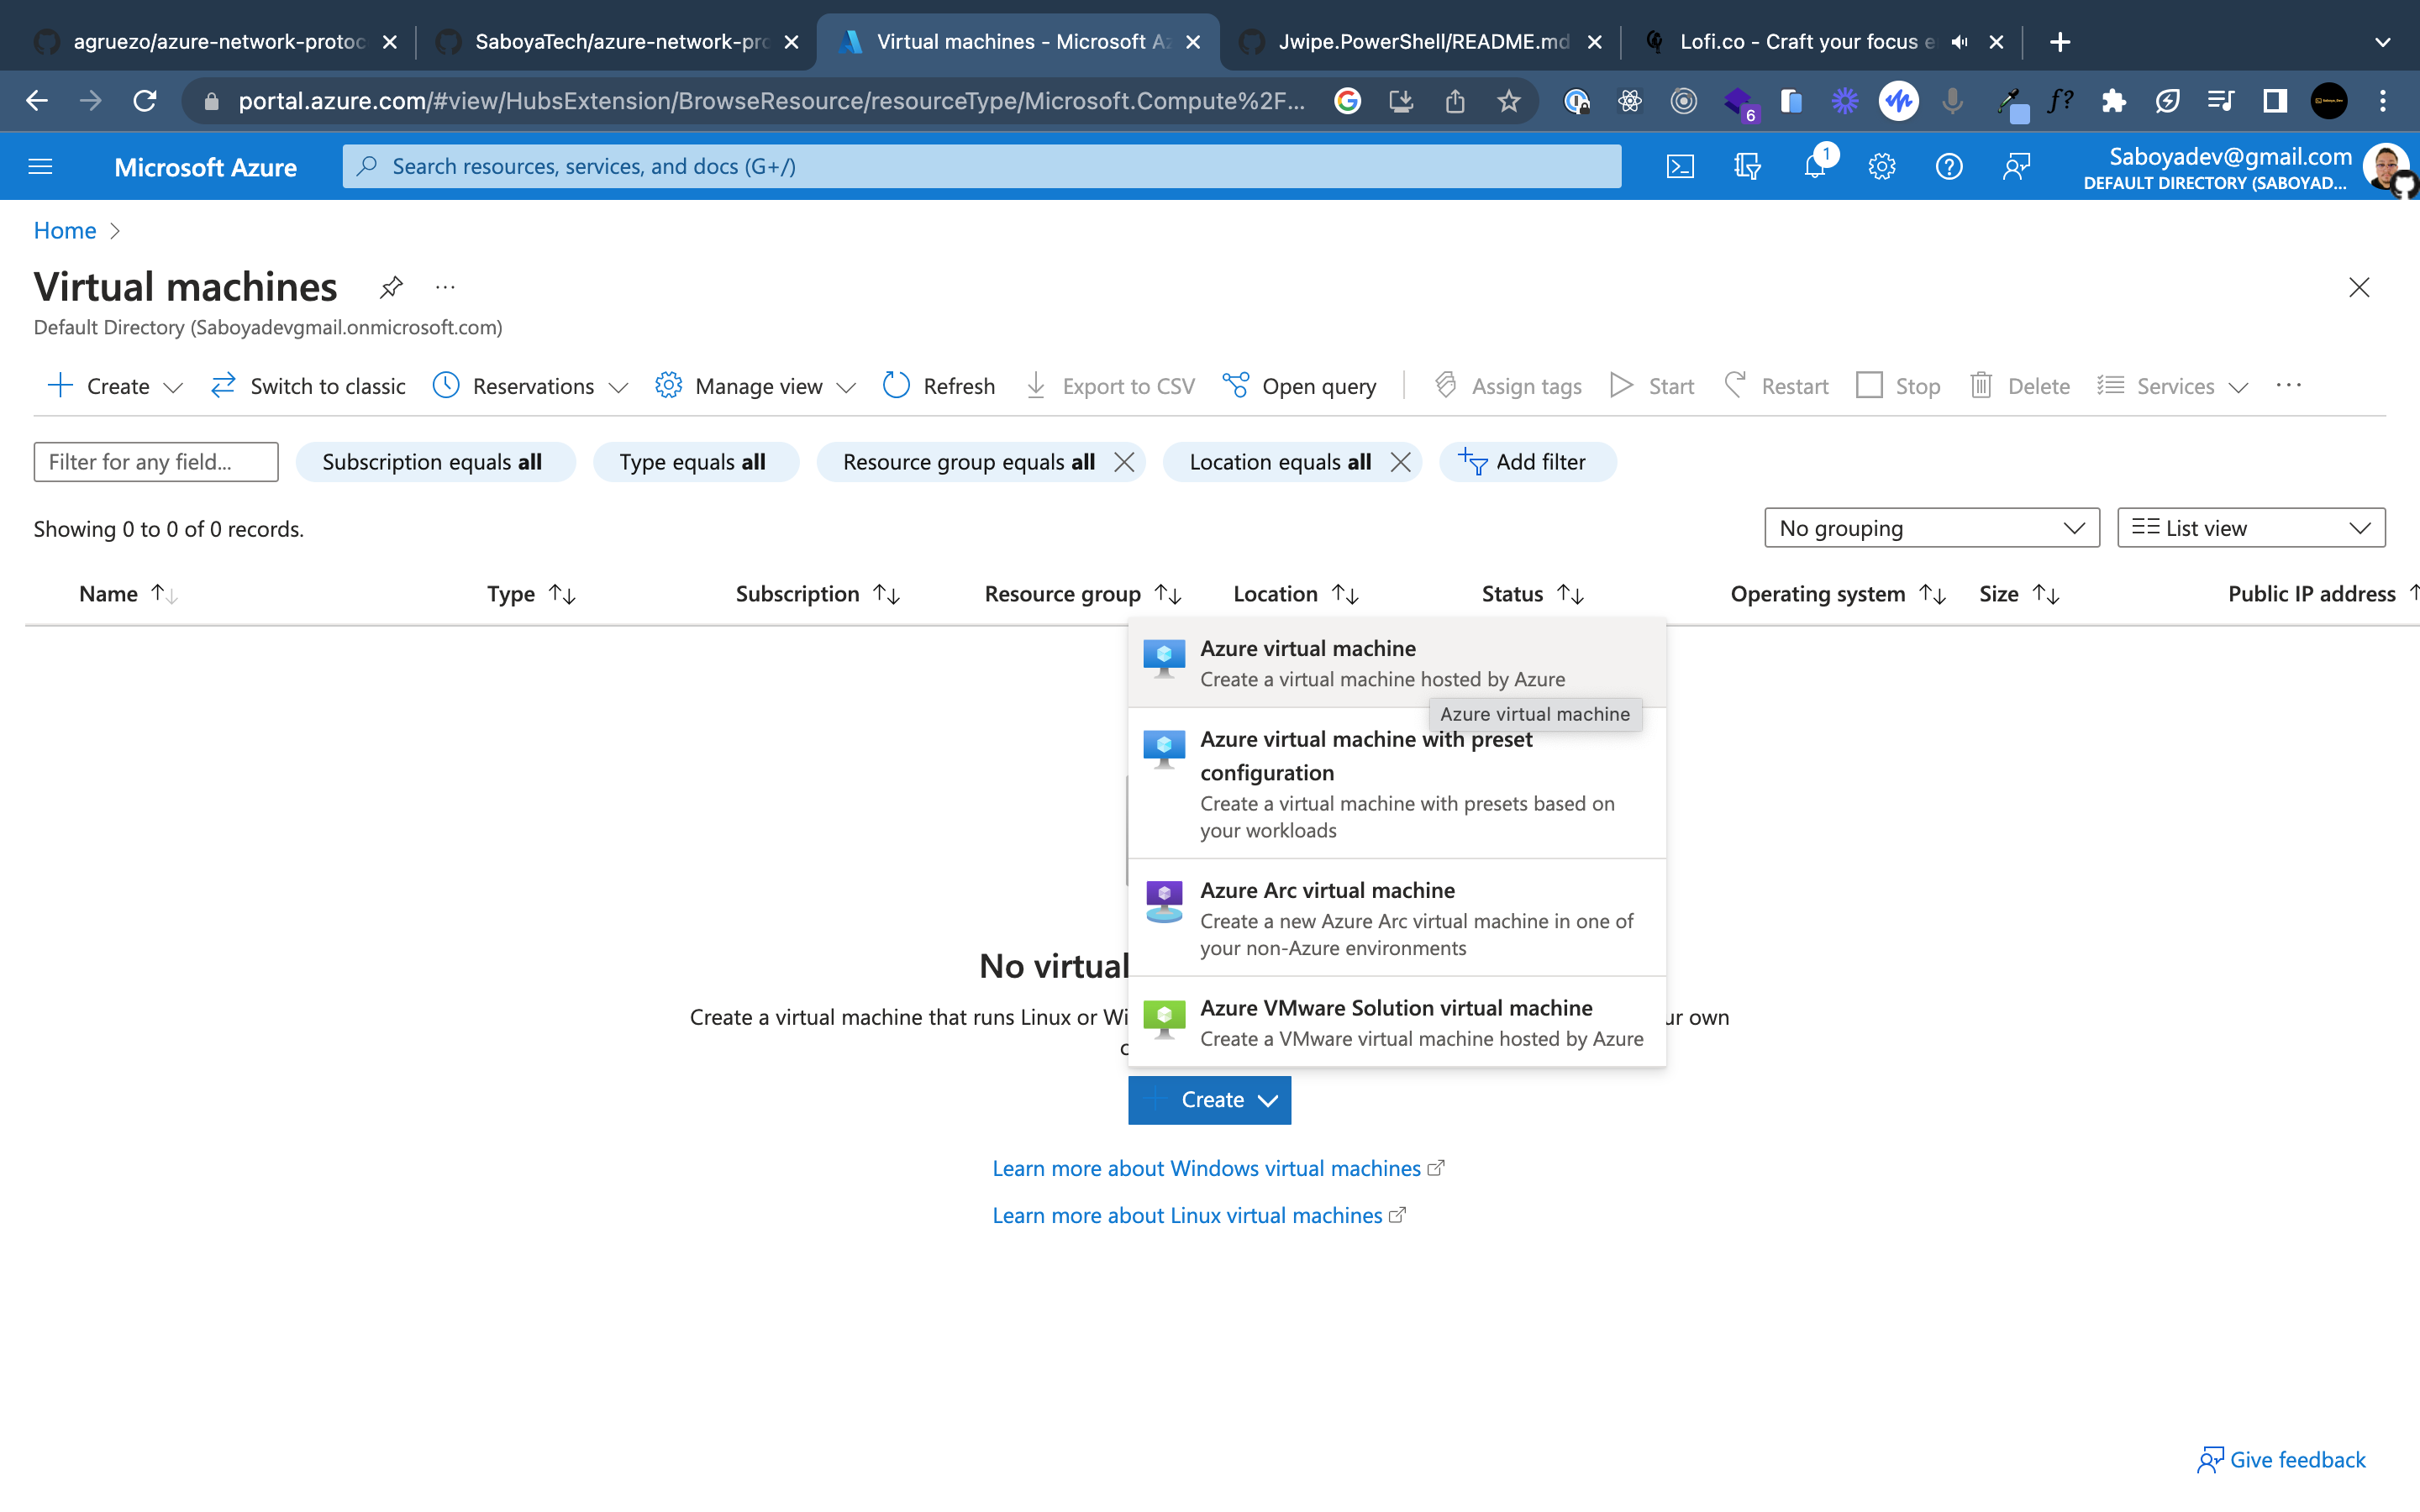 agruezo/azure-network-protoc
SaboyaTech/azure-network-pro
Virtual machines - Microsoft Az
Jwipe.PowerShell/README.md
Lofi.co - Craft your focus e
portal.azure.com/#view/HubsExtension/BrowseResource/resourceType/Microsoft.Compute%2F...
6
f?
Microsoft Azure
Search resources, services, and docs (G+/)
1
Saboyadev@gmail.com
DEFAULT DIRECTORY (SABOYAD...
Home
Virtual machines
...
Default Directory (Saboyadevgmail.onmicrosoft.com)
Create
Switch to classic
Reservations
Manage view
Refresh
Export to CSV
Open query
Assign tags
Start
Restart
Stop
Delete
Services
...
Filter for any field...
Subscription equals all
Type equals all
Resource group equals all
Location equals all
Add filter
Showing 0 to 0 of 0 records.
No grouping
List view
Name
Type
Subscription
Resource group
Location
Status
Operating system
Size
Public IP address
Azure virtual machine
Create a virtual machine hosted by Azure
Azure virtual machine
Azure virtual machine with preset
configuration
Create a virtual machine with presets based on
your workloads
Azure Arc virtual machine
Create a new Azure Arc virtual machine in one of
your non-Azure environments
No virtual
Azure VMware Solution virtual machine
Create a VMware virtual machine hosted by Azure
Create a virtual machine that runs Linux or Wi
ur own
Create
Learn more about Windows virtual machines
Learn more about Linux virtual machines
Give feedback